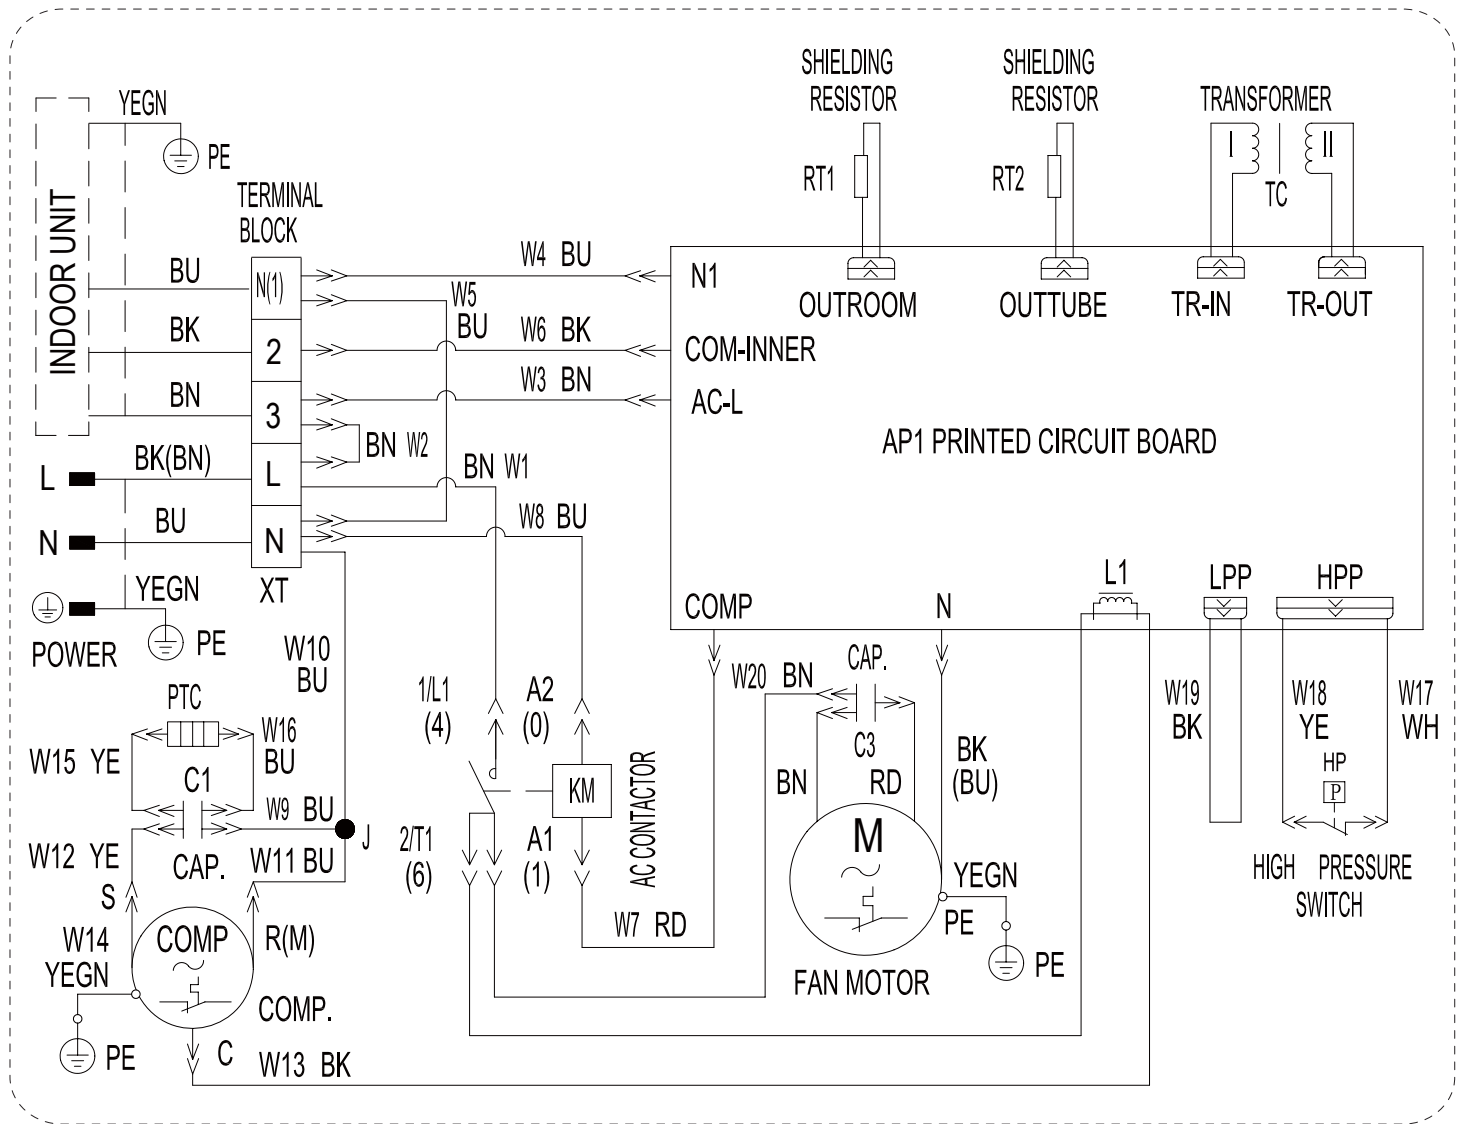 SHIELDING
RESISTOR
SHIELDING
RESISTOR
TRANSFORMER
YEGN
PE
RT1
RT2
I
II
TC
TERMINAL
BLOCK
INDOOR UNIT
BU
N(1)
W4 BU
N1
OUTROOM
OUTTUBE
TR-IN
TR-OUT
W5
BU
BK
2
W6 BK
COM-INNER
BN
3
W3 BN
AC-L
BN W2
AP1 PRINTED CIRCUIT BOARD
L
BK(BN)
L
BN W1
N
BU
N
W8 BU
XT
YEGN
PE
POWER
COMP
N
L1
LPP
HPP
W10
BU
PTC
W16
BU
W15 YE
C1
W9 BU
J
W12 YE
CAP.
W11 BU
S
R(M)
COMP
W14
YEGN
COMP.
PE
C
W13 BK
1/L1
(4)
A2
(0)
KM
AC CONTACTOR
2/T1
(6)
A1
(1)
W7 RD
W20 BN
CAP.
C3
BN
RD
BK
(BU)
M
YEGN
PE
PE
FAN MOTOR
W19
BK
W18
YE
W17
WH
HP
P
HIGH PRESSURE
SWITCH